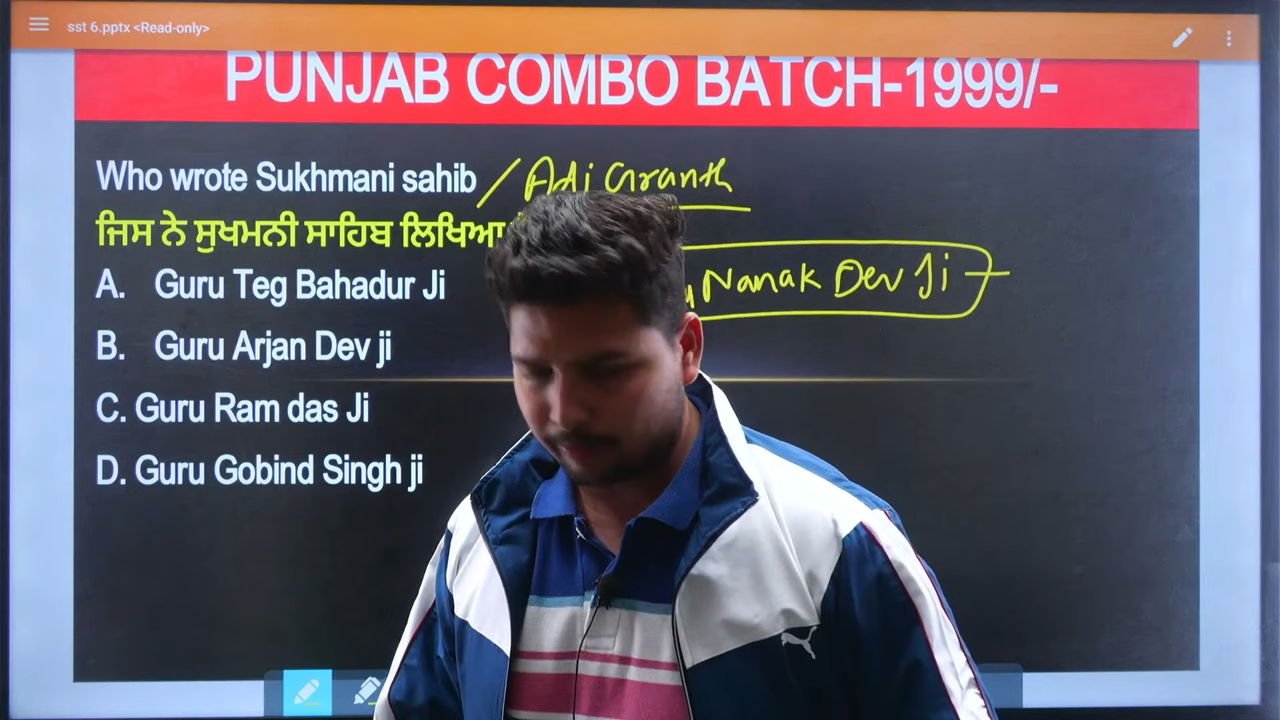 sst 6.pptx <Read-only>
PUNJAB COMBO BATCH-1999/-
Who wrote Sukhmani sahib / Adi Granth
ਜਿਸ ਨੇ ਸੁਖਮਨੀ ਸਾਹਿਬ ਲਿਖਿਆ
Nanak Dev Ji
A. Guru Teg Bahadur Ji
B. Guru Arjan Dev ji
C. Guru Ram das Ji
D. Guru Gobind Singh ji